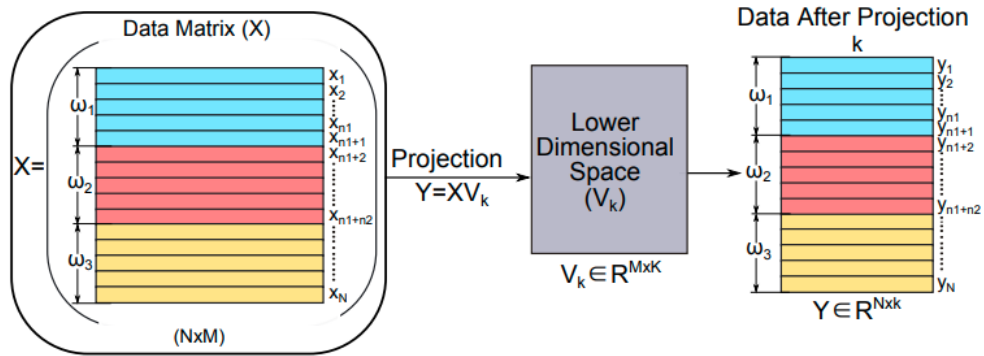 Data Matrix (X)
X=
ω1
ω2
ω3
x1
x2
xn1
xn1+1
xn1+2
xn1+n2
xN
(NxM)
Projection
Y=XVk
Lower
Dimensional
Space
(Vk)
Vk∈RMxK
Data After Projection
k
ω1
ω2
ω3
y1
y2
yn1
yn1+1
yn1+2
yn1+n2
yN
Y∈RNxk